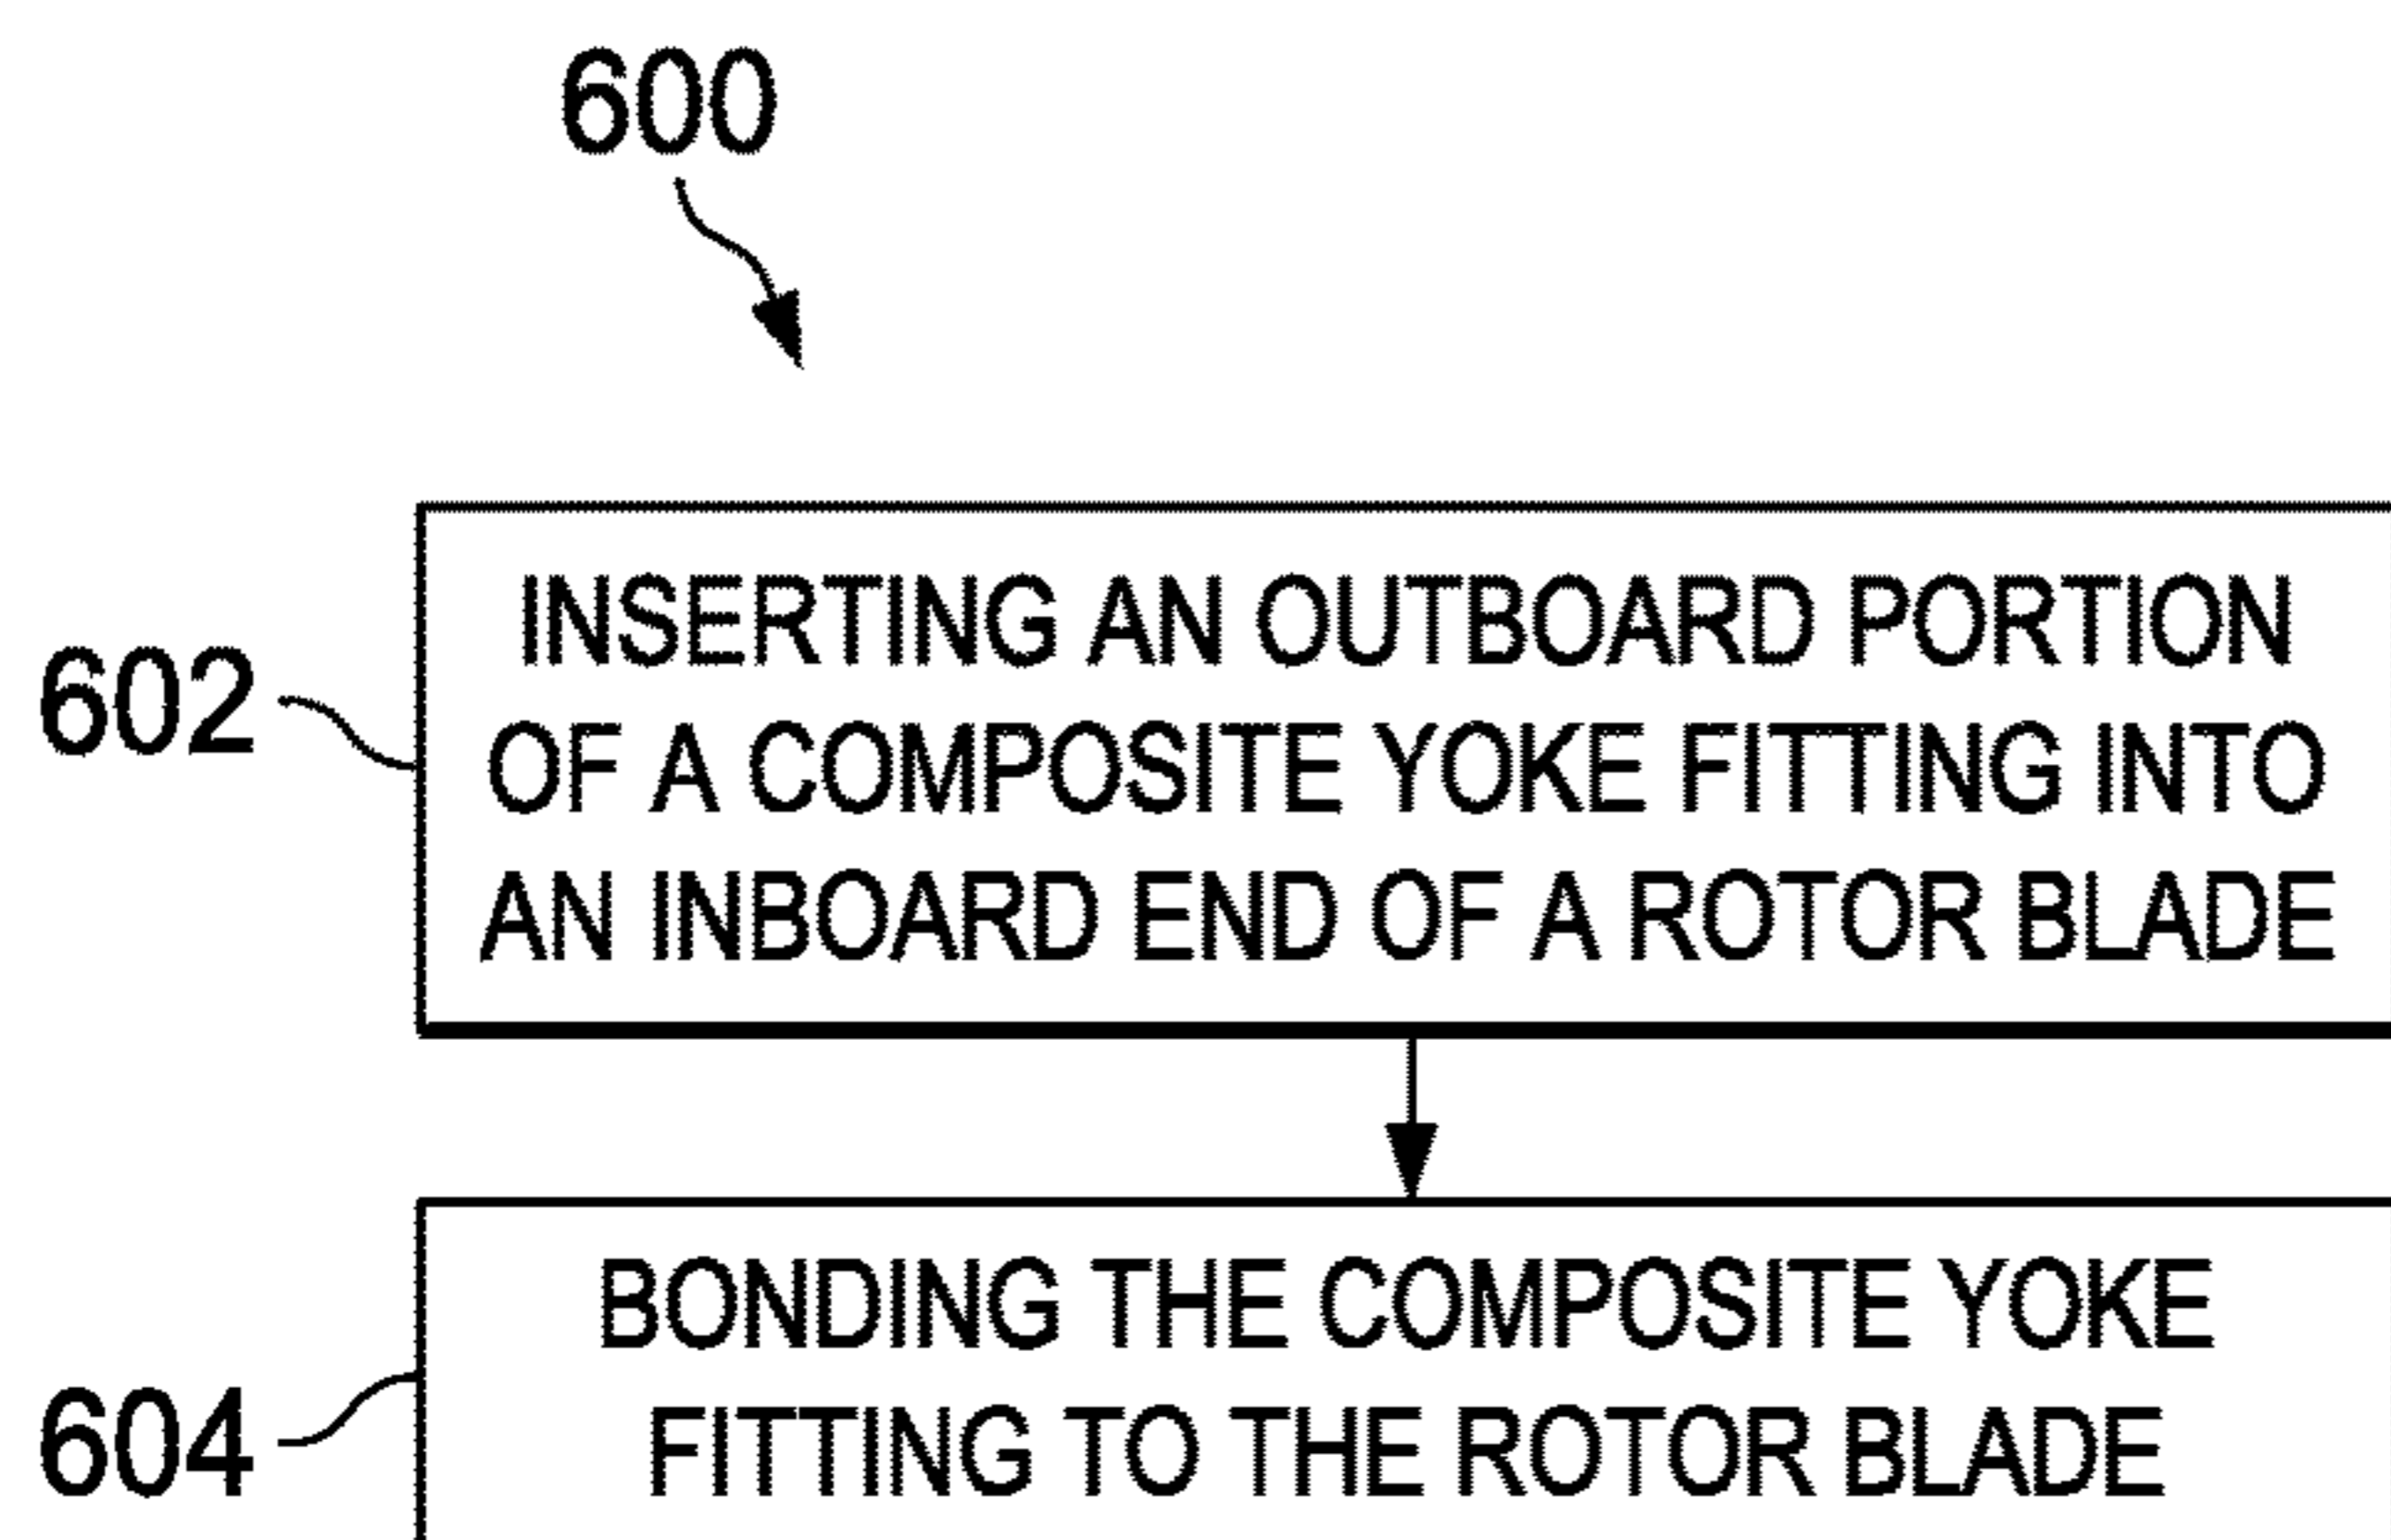 600
602
INSERTING AN OUTBOARD PORTION
OF A COMPOSITE YOKE FITTING INTO
AN INBOARD END OF A ROTOR BLADE
604
BONDING THE COMPOSITE YOKE
FITTING TO THE ROTOR BLADE